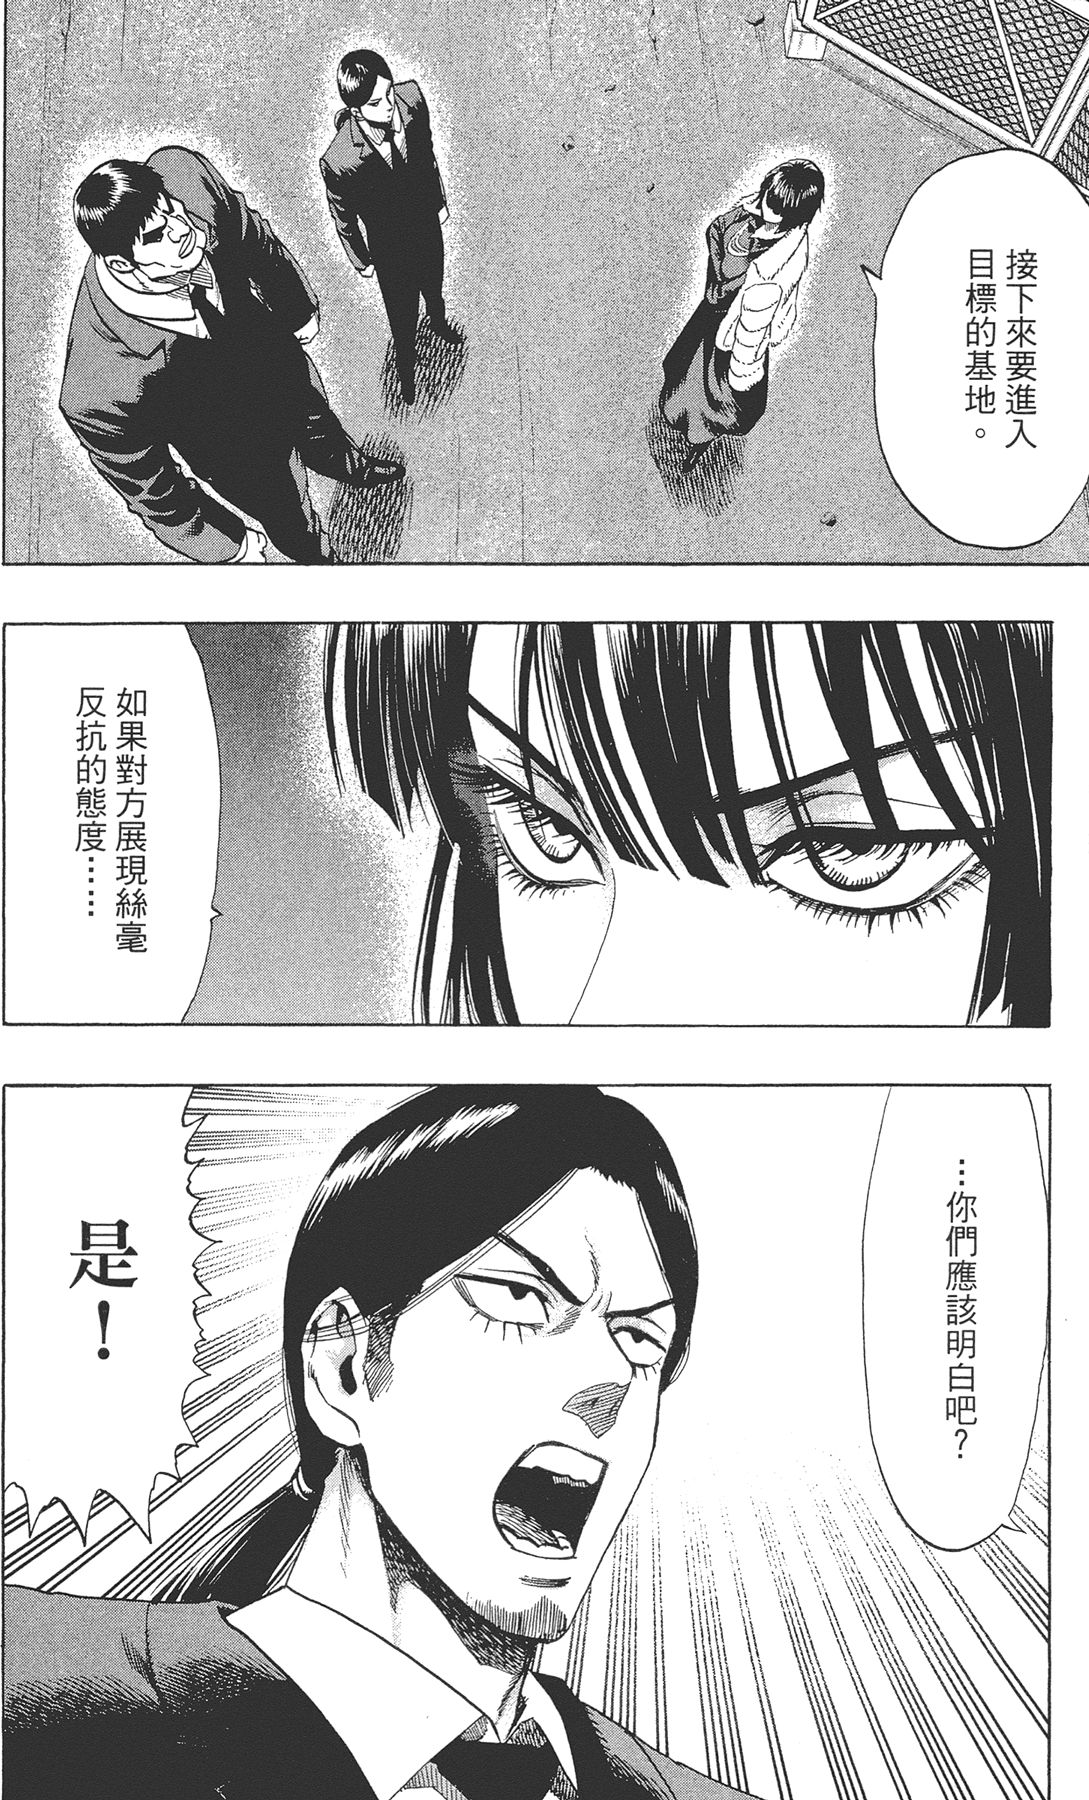 接下來要進入
目標的基地。
如果對方展現絲毫
反抗的態度……
…你們應該明白吧？
是！